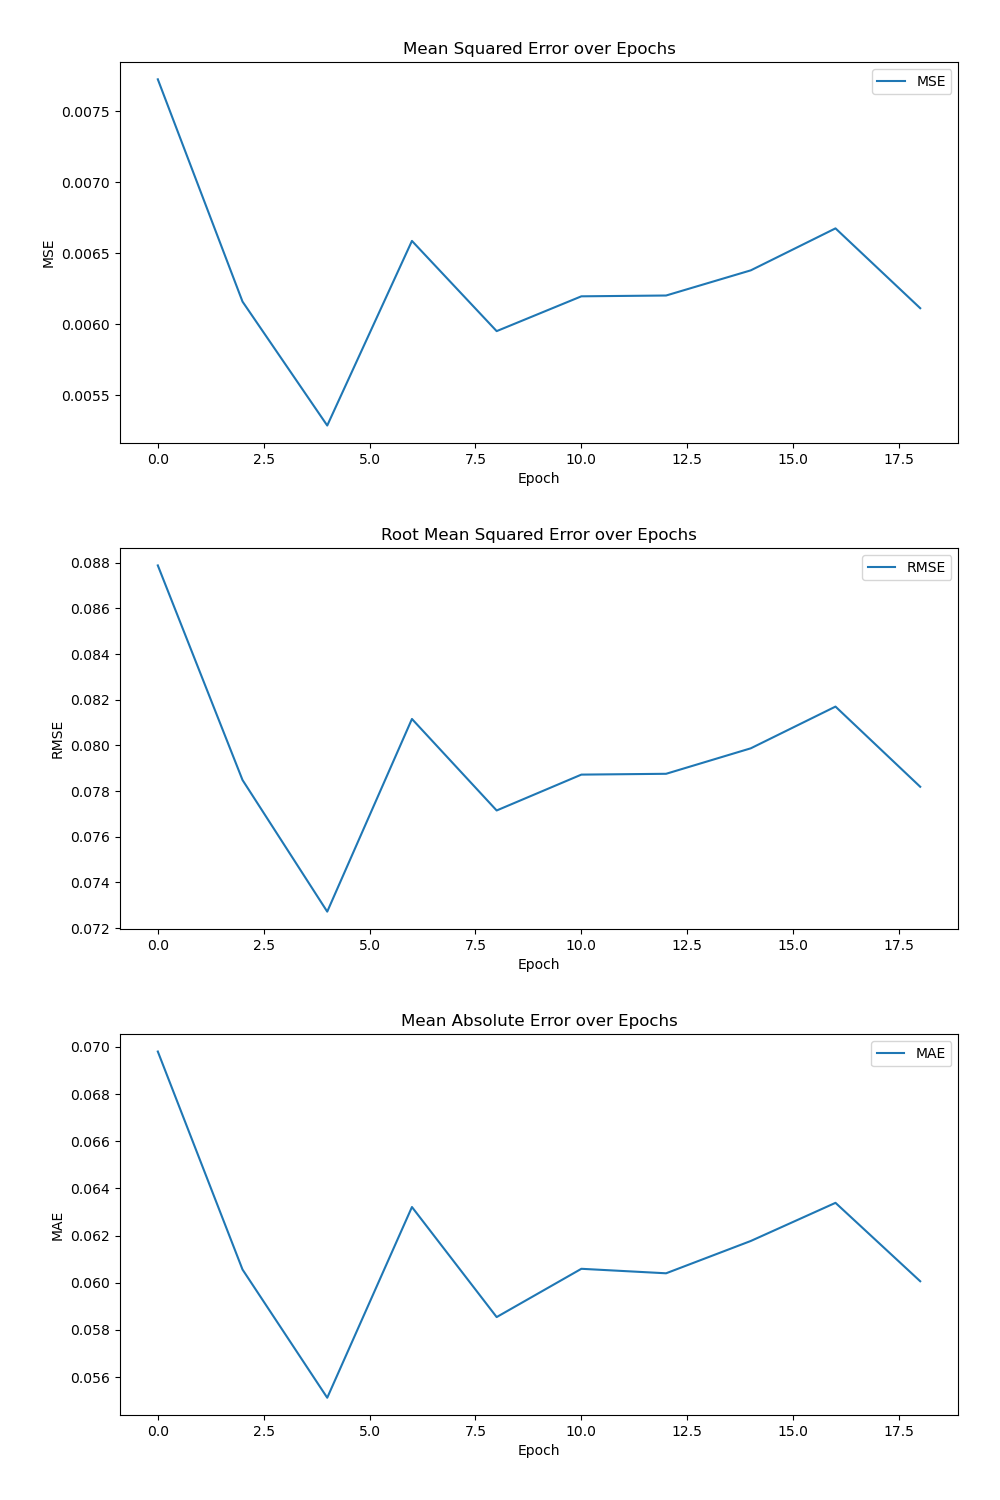 Mean Squared Error over Epochs
MSE
0.0075
0.0070
0.0065
0.0060
0.0055
MSE
0.0 2.5 5.0 7.5 10.0 12.5 15.0 17.5
Epoch
Root Mean Squared Error over Epochs
RMSE
0.088
0.086
0.084
0.082
0.080
0.078
0.076
0.074
0.072
RMSE
0.0 2.5 5.0 7.5 10.0 12.5 15.0 17.5
Epoch
Mean Absolute Error over Epochs
MAE
0.070
0.068
0.066
0.064
0.062
0.060
0.058
0.056
MAE
0.0 2.5 5.0 7.5 10.0 12.5 15.0 17.5
Epoch